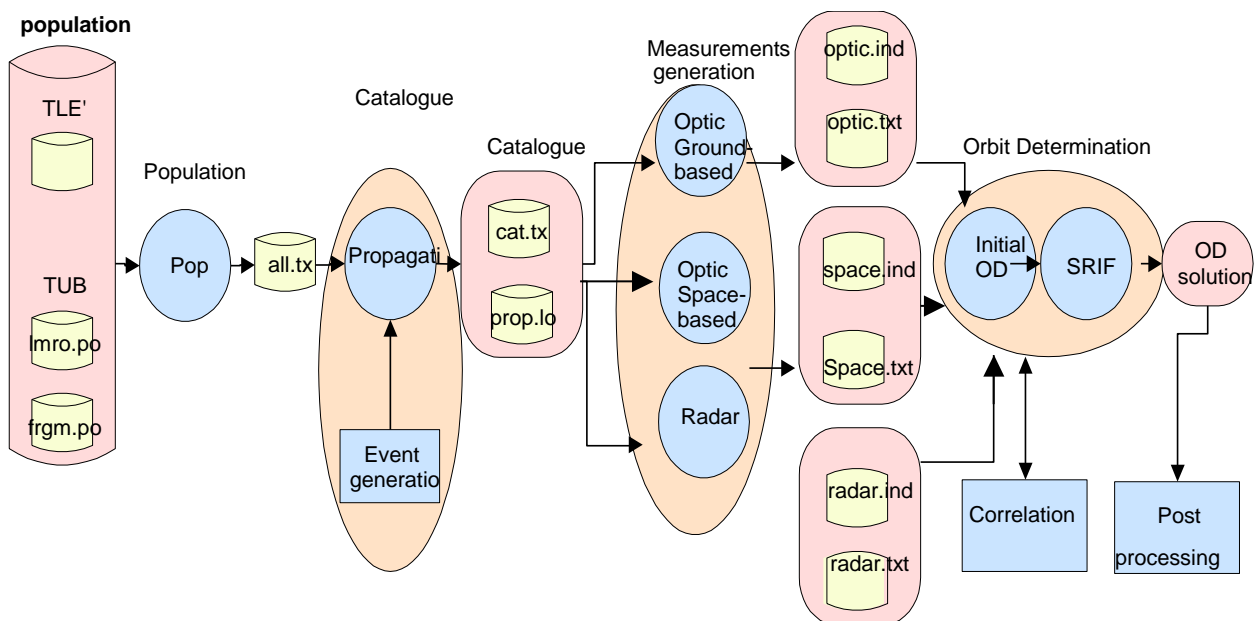 population
TLE'
TUB
lmro.po
frgm.po
Population
Pop
all.tx
Catalogue
Propagati
Event
generatio
Catalogue
cat.tx
prop.lo
Measurements
generation
Optic
Ground-
based
Optic
Space-
based
Radar
optic.ind
optic.txt
space.ind
Space.txt
radar.ind
radar.txt
Orbit Determination
Initial
OD
SRIF
OD
solution
Correlation
Post
processing